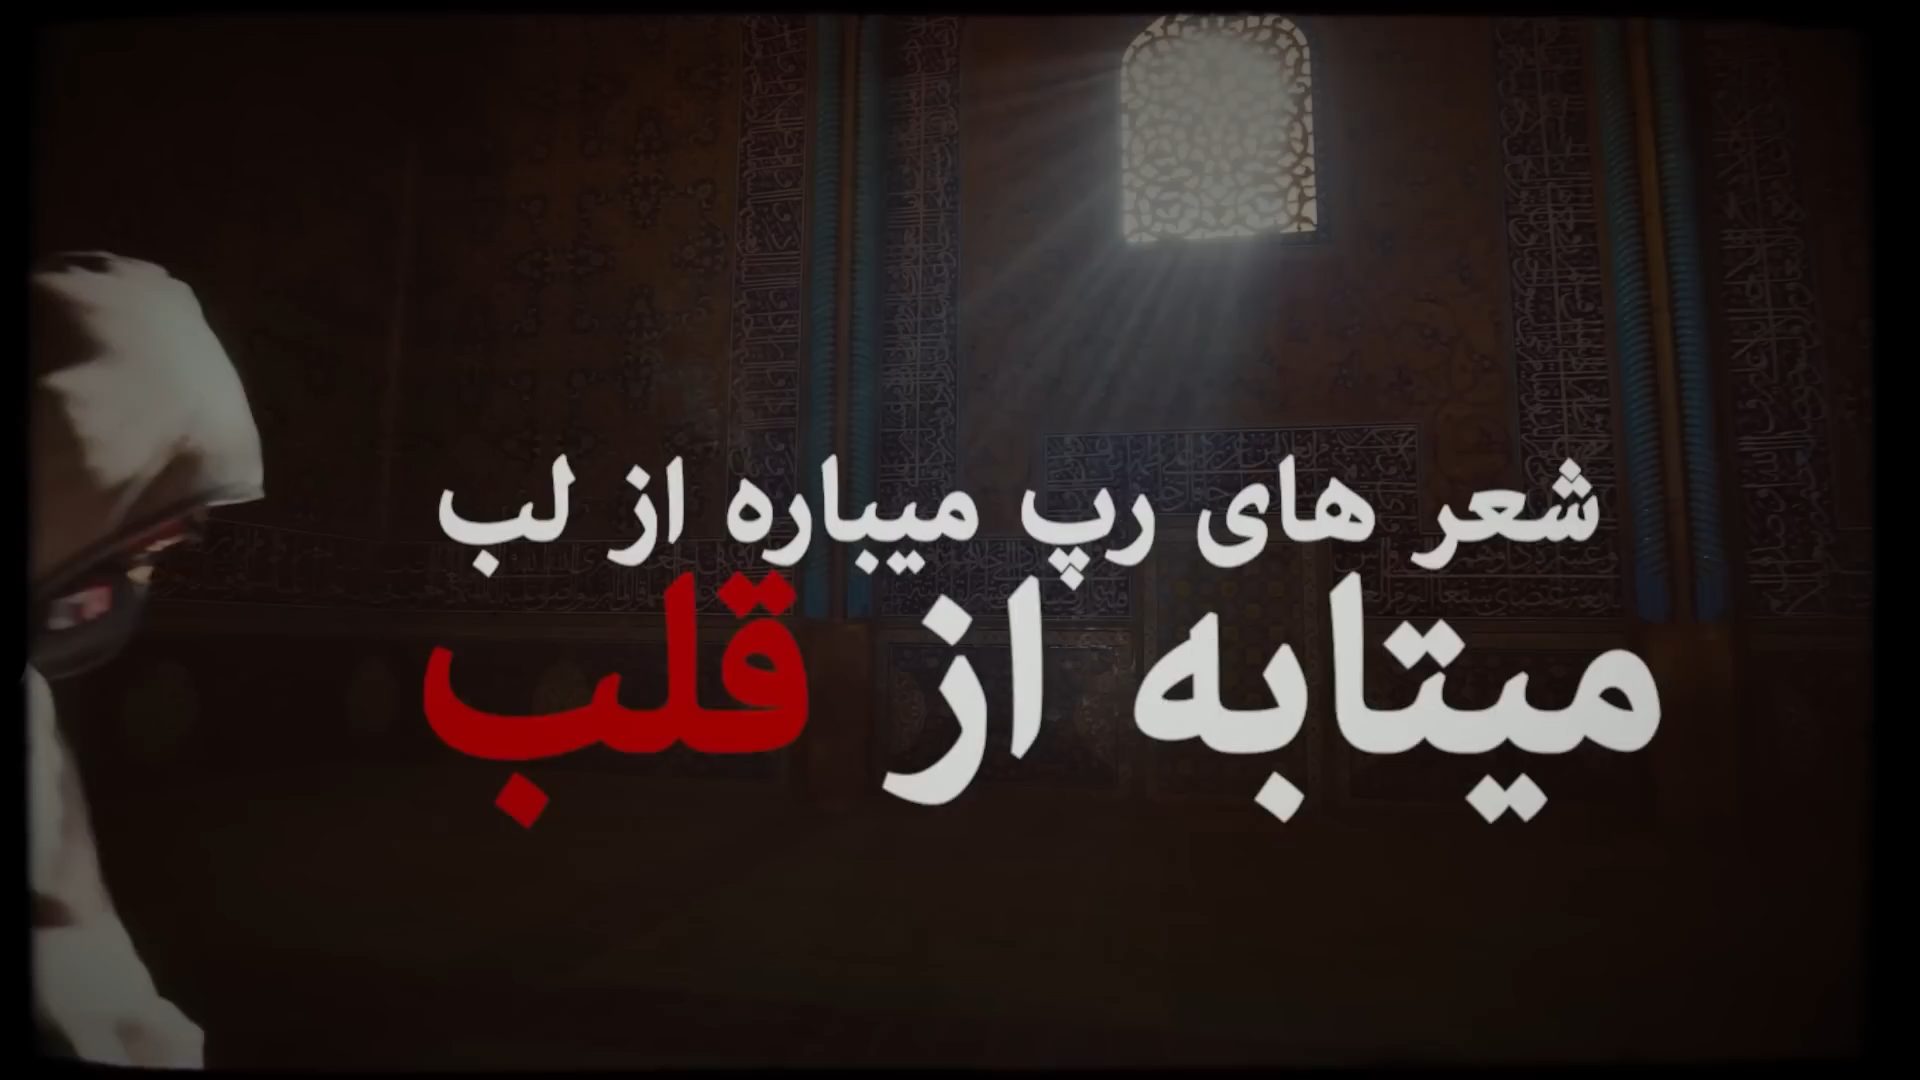 شعر های رپ میباره از لب
میتابه از قلب